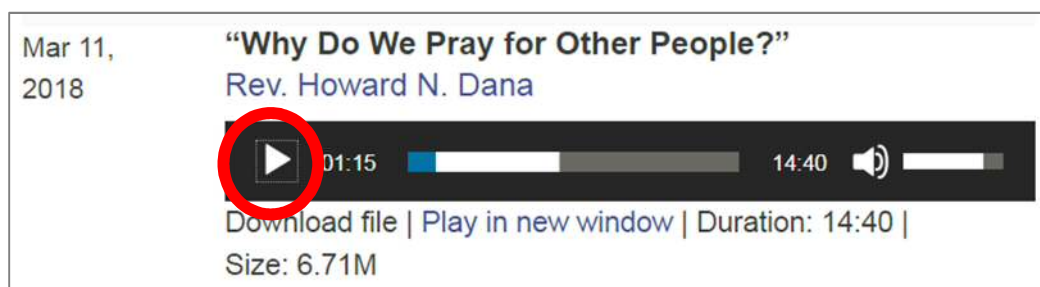 Mar 11,
2018
“Why Do We Pray for Other People?”
Rev. Howard N. Dana
01:15 14:40
Download file | Play in new window | Duration: 14:40 |
Size: 6.71M